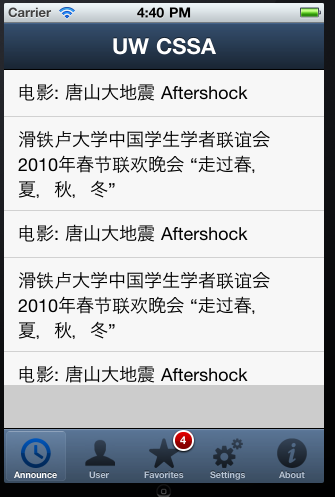 Carrier 4:40 PM
UW CSSA
电影: 唐山大地震 Aftershock
滑铁卢大学中国学生学者联谊会
2010年春节联欢晚会 “走过春,
夏，秋，冬”
电影: 唐山大地震 Aftershock
滑铁卢大学中国学生学者联谊会
2010年春节联欢晚会 “走过春,
夏，秋，冬”
电影: 唐山大地震 Aftershock
4
Announce User Favorites Settings About